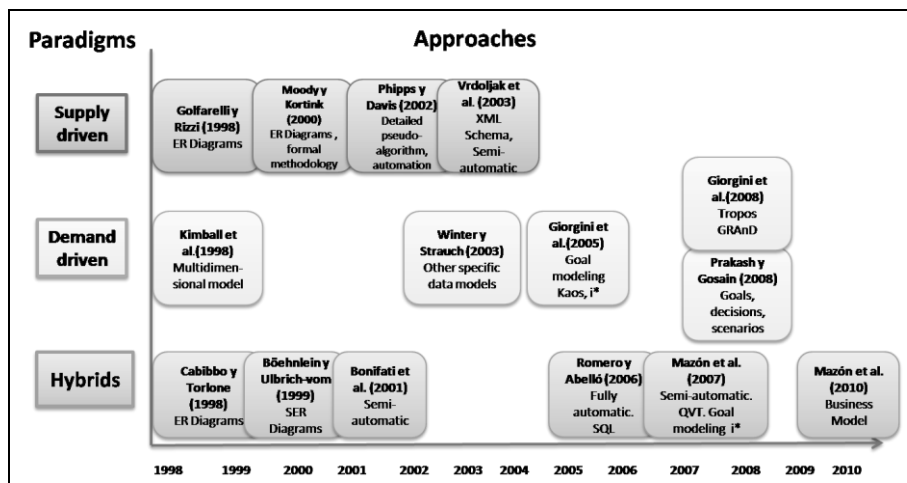 Paradigms
Approaches
Supply
driven
Golfarelli y
Rizzi (1998)
ER Diagrams
Moody y
Kortink
(2000)
ER Diagrams ,
formal
methodology
Phipps y
Davis (2002)
Detailed
pseudo-
algorithm,
automation
Vrdoljak et
al. (2003)
XML
Schema,
Semi-
automatic
Demand
driven
Kimball et
al.(1998)
Multidimen-
sional model
Winter y
Strauch (2003)
Other specific
data models
Giorgini et
al.(2005)
Goal
modeling
Kaos, i*
Giorgini et
al.(2008)
Tropos
GRAnD
Prakash y
Gosain (2008)
Goals,
decisions,
scenarios
Hybrids
Cabibbo y
Torlone
(1998)
ER Diagrams
Böehnlein y
Ulbrich-vom
(1999)
SER
Diagrams
Bonifati et
al. (2001)
Semi-
automatic
Romero y
Abelló (2006)
Fully
automatic.
SQL
Mazón et al.
(2007)
Semi-automatic.
QVT. Goal
modeling i*
Mazón et al.
(2010)
Business
Model
1998 1999 2000 2001 2002 2003 2004 2005 2006 2007 2008 2009 2010